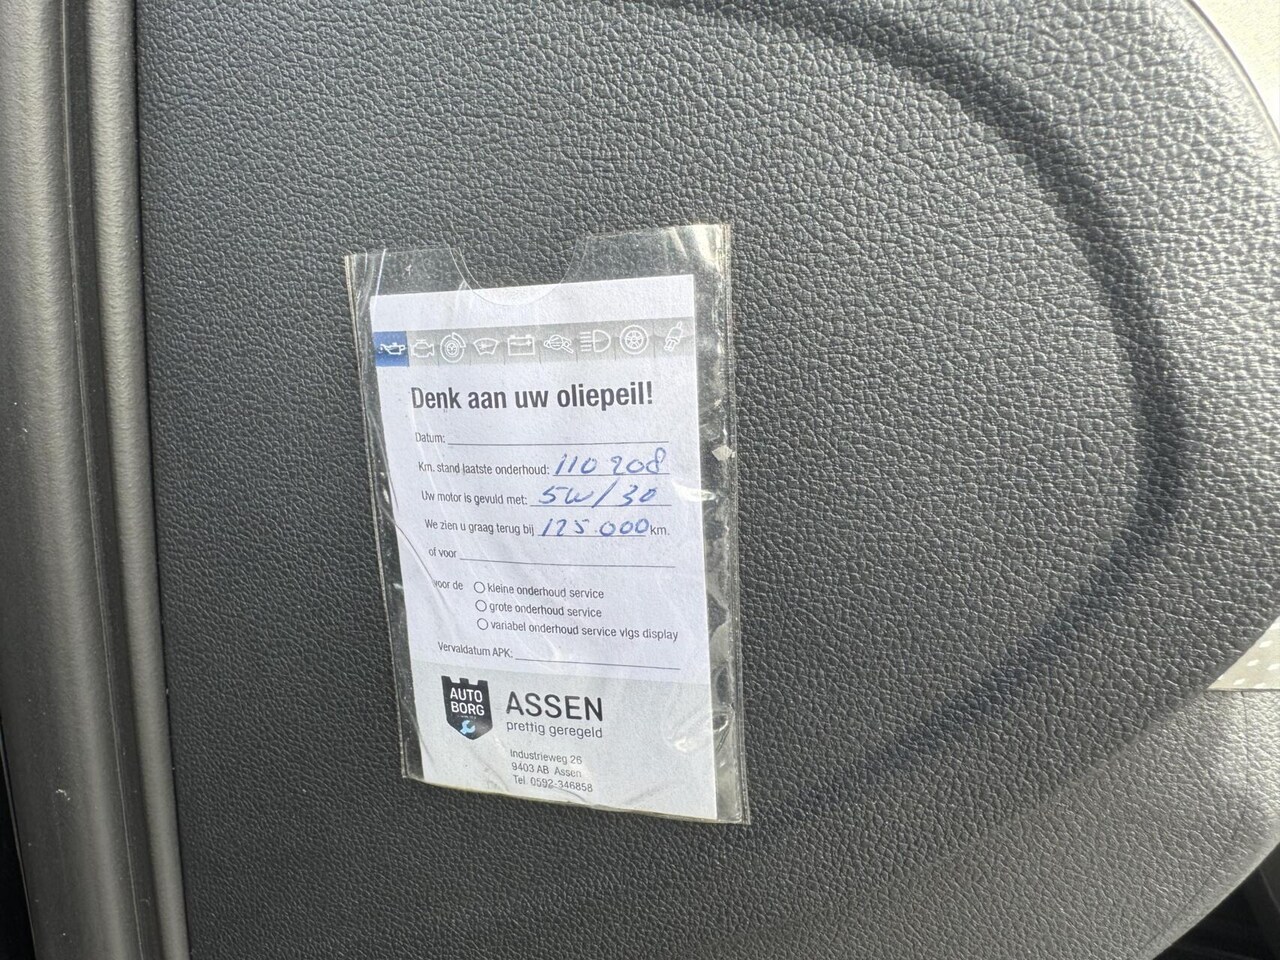 Denk aan uw oliepeil!
Datum:
Km. stand laatste onderhoud: 110 908
Uw motor is gevuld met: 5W/30
We zien u graag terug bij 125.000 km.
of voor
voor de kleine onderhoud service
grote onderhoud service
variabel onderhoud service vlgs display
Vervaldatum APK:
AUTO
BORG
ASSEN
prettig geregeld
Industrieweg 26
9403 AB Assen
Tel. 0592-346858